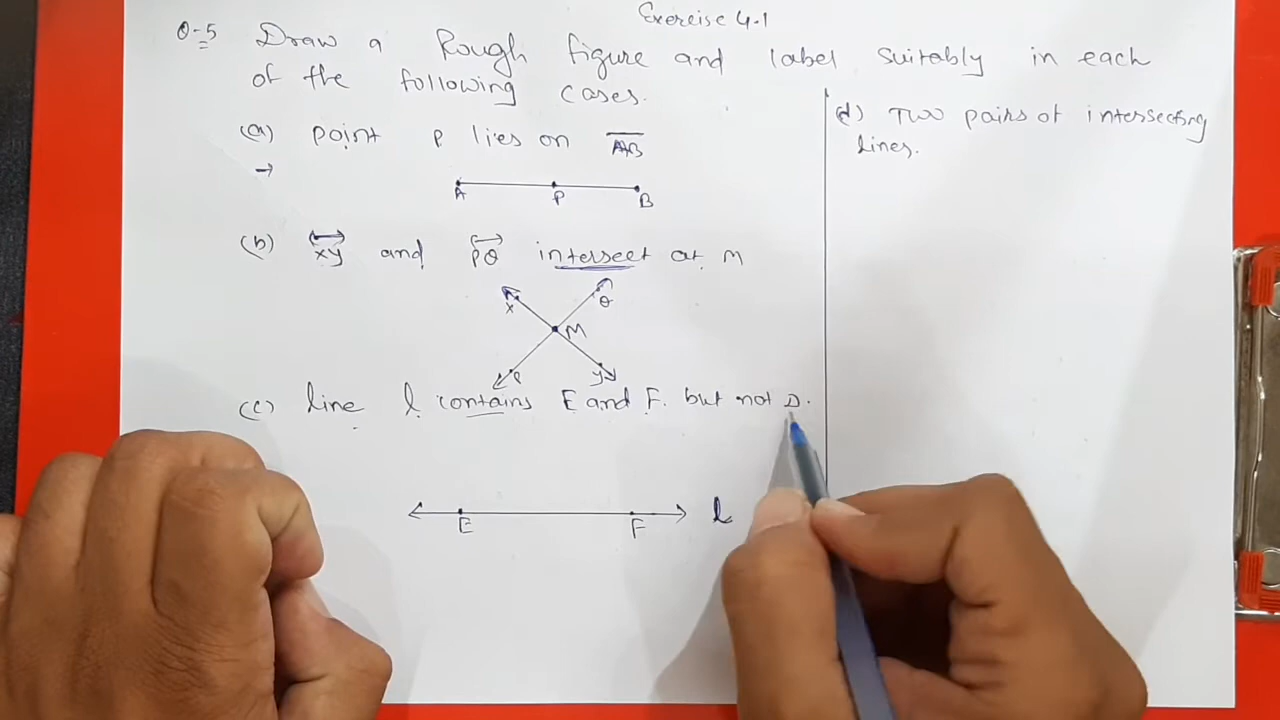 Exercise 4.1
Q-5 Draw a Rough figure and label suitably in each
of the following cases.
(a) point P lies on AB
→
A P B
(b) xy and PQ intersect at M
x Q
M
P y
(c) line l contains E and F. but not D.
E F l
(d) Two pairs of intersecting
lines.